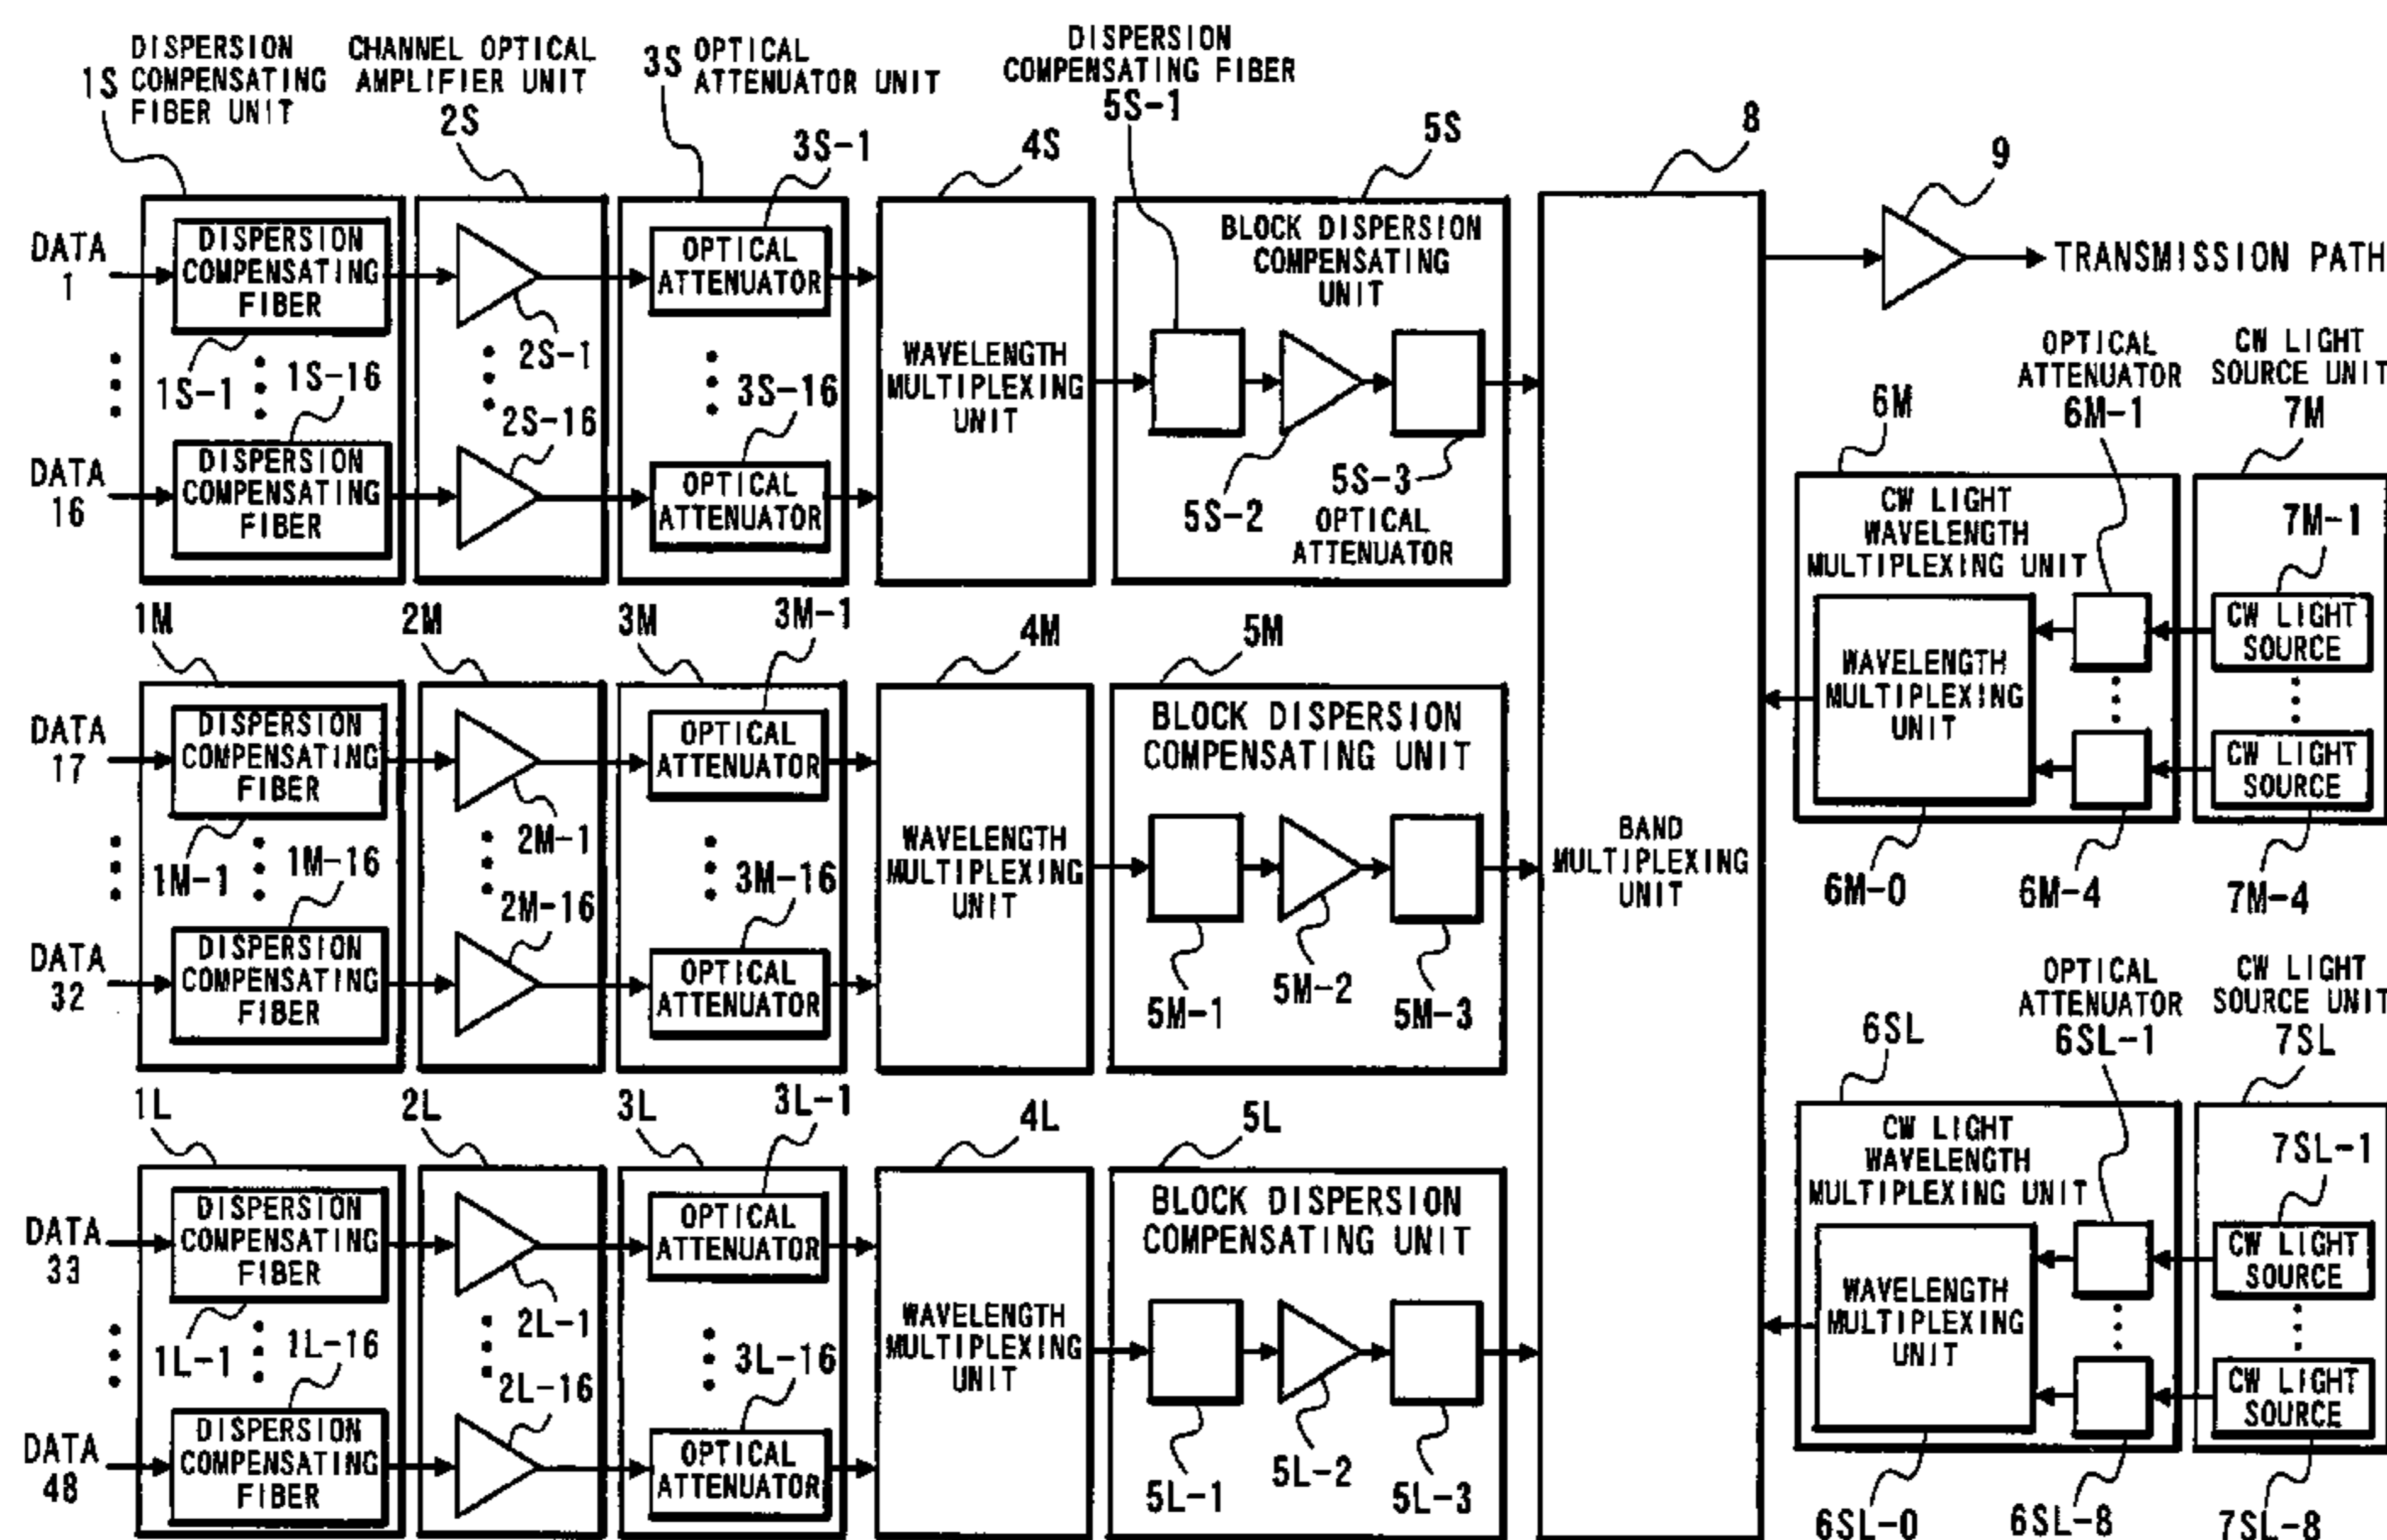 DISPERSION
1S COMPENSATING
FIBER UNIT
CHANNEL OPTICAL
AMPLIFIER UNIT
2S
3S OPTICAL
ATTENUATOR UNIT
3S-1
4S
DISPERSION
COMPENSATING FIBER
5S-1
5S
8
9
DATA
1
DISPERSION
COMPENSATING
FIBER
1S-1
1S-16
DATA
16
DISPERSION
COMPENSATING
FIBER
2S-1
2S-16
OPTICAL
ATTENUATOR
3S-16
OPTICAL
ATTENUATOR
WAVELENGTH
MULTIPLEXING
UNIT
BLOCK DISPERSION
COMPENSATING
UNIT
5S-2
5S-3
OPTICAL
ATTENUATOR
TRANSMISSION PATH
1M
2M
3M
3M-1
4M
5M
DATA
17
DISPERSION
COMPENSATING
FIBER
1M-1
1M-16
DATA
32
DISPERSION
COMPENSATING
FIBER
2M-1
2M-16
OPTICAL
ATTENUATOR
3M-16
OPTICAL
ATTENUATOR
WAVELENGTH
MULTIPLEXING
UNIT
BLOCK DISPERSION
COMPENSATING UNIT
5M-1
5M-2
5M-3
1L
2L
3L
3L-1
4L
5L
DATA
33
DISPERSION
COMPENSATING
FIBER
1L-1
1L-16
DATA
48
DISPERSION
COMPENSATING
FIBER
2L-1
2L-16
OPTICAL
ATTENUATOR
3L-16
OPTICAL
ATTENUATOR
WAVELENGTH
MULTIPLEXING
UNIT
BLOCK DISPERSION
COMPENSATING UNIT
5L-1
5L-2
5L-3
BAND
MULTIPLEXING
UNIT
6M
OPTICAL
ATTENUATOR
6M-1
CW LIGHT
SOURCE UNIT
7M
CW LIGHT
WAVELENGTH
MULTIPLEXING UNIT
7M-1
WAVELENGTH
MULTIPLEXING
UNIT
CW LIGHT
SOURCE
CW LIGHT
SOURCE
6M-0
6M-4
7M-4
6SL
OPTICAL
ATTENUATOR
6SL-1
CW LIGHT
SOURCE UNIT
7SL
CW LIGHT
WAVELENGTH
MULTIPLEXING UNIT
7SL-1
WAVELENGTH
MULTIPLEXING
UNIT
CW LIGHT
SOURCE
CW LIGHT
SOURCE
6SL-0
6SL-8
7SL-8